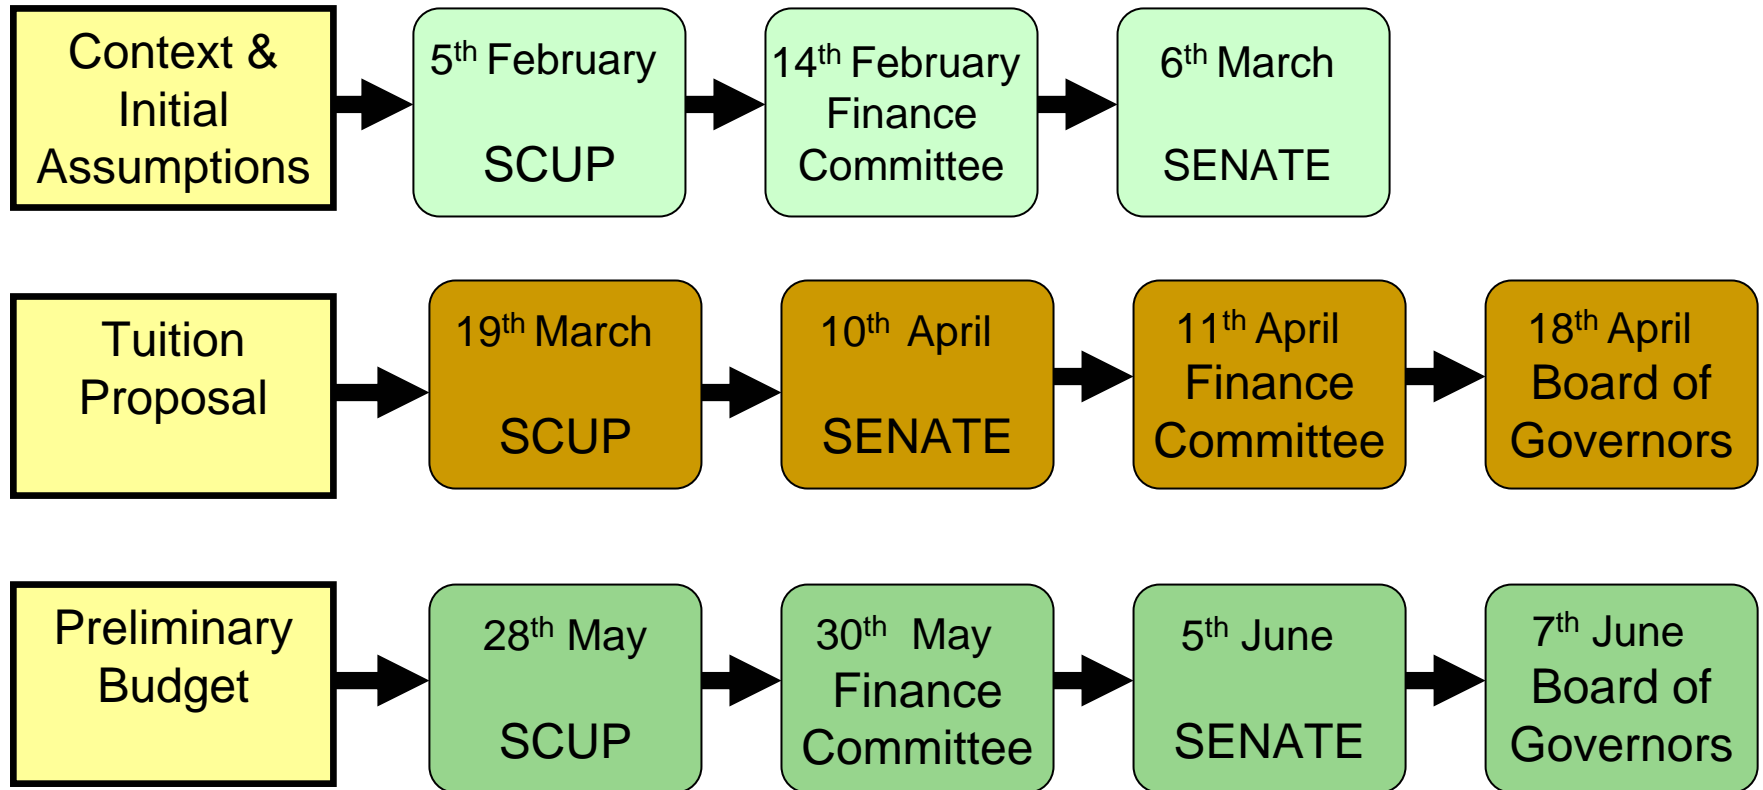 Context &
Initial
Assumptions
5th February
SCUP
14th February
Finance
Committee
6th March
SENATE
Tuition
Proposal
19th March
SCUP
10th April
SENATE
11th April
Finance
Committee
18th April
Board of
Governors
Preliminary
Budget
28th May
SCUP
30th May
Finance
Committee
5th June
SENATE
7th June
Board of
Governors